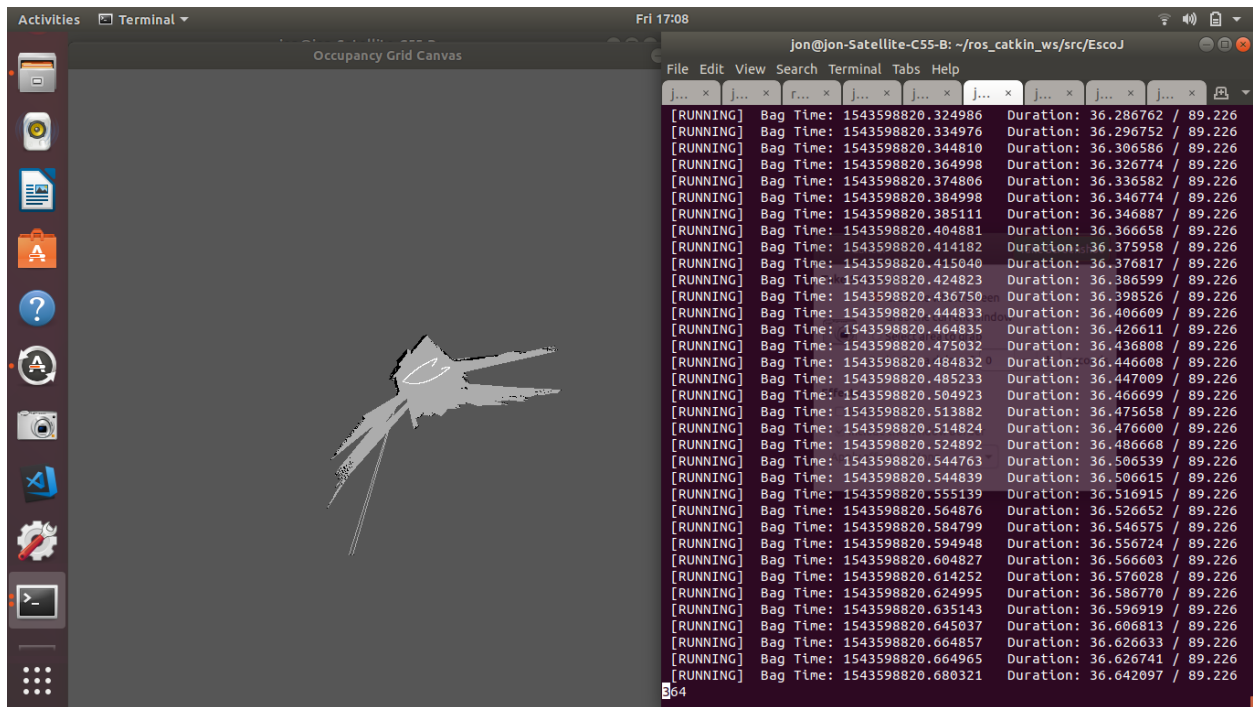 Activities Terminal Fri 17:08
Occupancy Grid Canvas
jon@jon-Satellite-C55-B: ~/ros_catkin_ws/src/EscoJ
File Edit View Search Terminal Tabs Help
j... × j... × r... × j... × j... × j... × j... × j... × j... ×
[RUNNING] Bag Time: 1543598820.324986 Duration: 36.286762 / 89.226
[RUNNING] Bag Time: 1543598820.334976 Duration: 36.296752 / 89.226
[RUNNING] Bag Time: 1543598820.344810 Duration: 36.306586 / 89.226
[RUNNING] Bag Time: 1543598820.364998 Duration: 36.326774 / 89.226
[RUNNING] Bag Time: 1543598820.374806 Duration: 36.336582 / 89.226
[RUNNING] Bag Time: 1543598820.384998 Duration: 36.346774 / 89.226
[RUNNING] Bag Time: 1543598820.385111 Duration: 36.346887 / 89.226
[RUNNING] Bag Time: 1543598820.404881 Duration: 36.366658 / 89.226
[RUNNING] Bag Time: 1543598820.414182 Duration: 36.375958 / 89.226
[RUNNING] Bag Time: 1543598820.415040 Duration: 36.376817 / 89.226
[RUNNING] Bag Time: 1543598820.424823 Duration: 36.386599 / 89.226
[RUNNING] Bag Time: 1543598820.436750 Duration: 36.398526 / 89.226
[RUNNING] Bag Time: 1543598820.444833 Duration: 36.406609 / 89.226
[RUNNING] Bag Time: 1543598820.464835 Duration: 36.426611 / 89.226
[RUNNING] Bag Time: 1543598820.475032 Duration: 36.436808 / 89.226
[RUNNING] Bag Time: 1543598820.484832 Duration: 36.446608 / 89.226
[RUNNING] Bag Time: 1543598820.485233 Duration: 36.447009 / 89.226
[RUNNING] Bag Time: 1543598820.504923 Duration: 36.466699 / 89.226
[RUNNING] Bag Time: 1543598820.513882 Duration: 36.475658 / 89.226
[RUNNING] Bag Time: 1543598820.514824 Duration: 36.476600 / 89.226
[RUNNING] Bag Time: 1543598820.524892 Duration: 36.486668 / 89.226
[RUNNING] Bag Time: 1543598820.544763 Duration: 36.506539 / 89.226
[RUNNING] Bag Time: 1543598820.544839 Duration: 36.506615 / 89.226
[RUNNING] Bag Time: 1543598820.555139 Duration: 36.516915 / 89.226
[RUNNING] Bag Time: 1543598820.564876 Duration: 36.526652 / 89.226
[RUNNING] Bag Time: 1543598820.584799 Duration: 36.546575 / 89.226
[RUNNING] Bag Time: 1543598820.594948 Duration: 36.556724 / 89.226
[RUNNING] Bag Time: 1543598820.604827 Duration: 36.566603 / 89.226
[RUNNING] Bag Time: 1543598820.614252 Duration: 36.576028 / 89.226
[RUNNING] Bag Time: 1543598820.624995 Duration: 36.586770 / 89.226
[RUNNING] Bag Time: 1543598820.635143 Duration: 36.596919 / 89.226
[RUNNING] Bag Time: 1543598820.645037 Duration: 36.606813 / 89.226
[RUNNING] Bag Time: 1543598820.664857 Duration: 36.626633 / 89.226
[RUNNING] Bag Time: 1543598820.664965 Duration: 36.626741 / 89.226
[RUNNING] Bag Time: 1543598820.680321 Duration: 36.642097 / 89.226
364